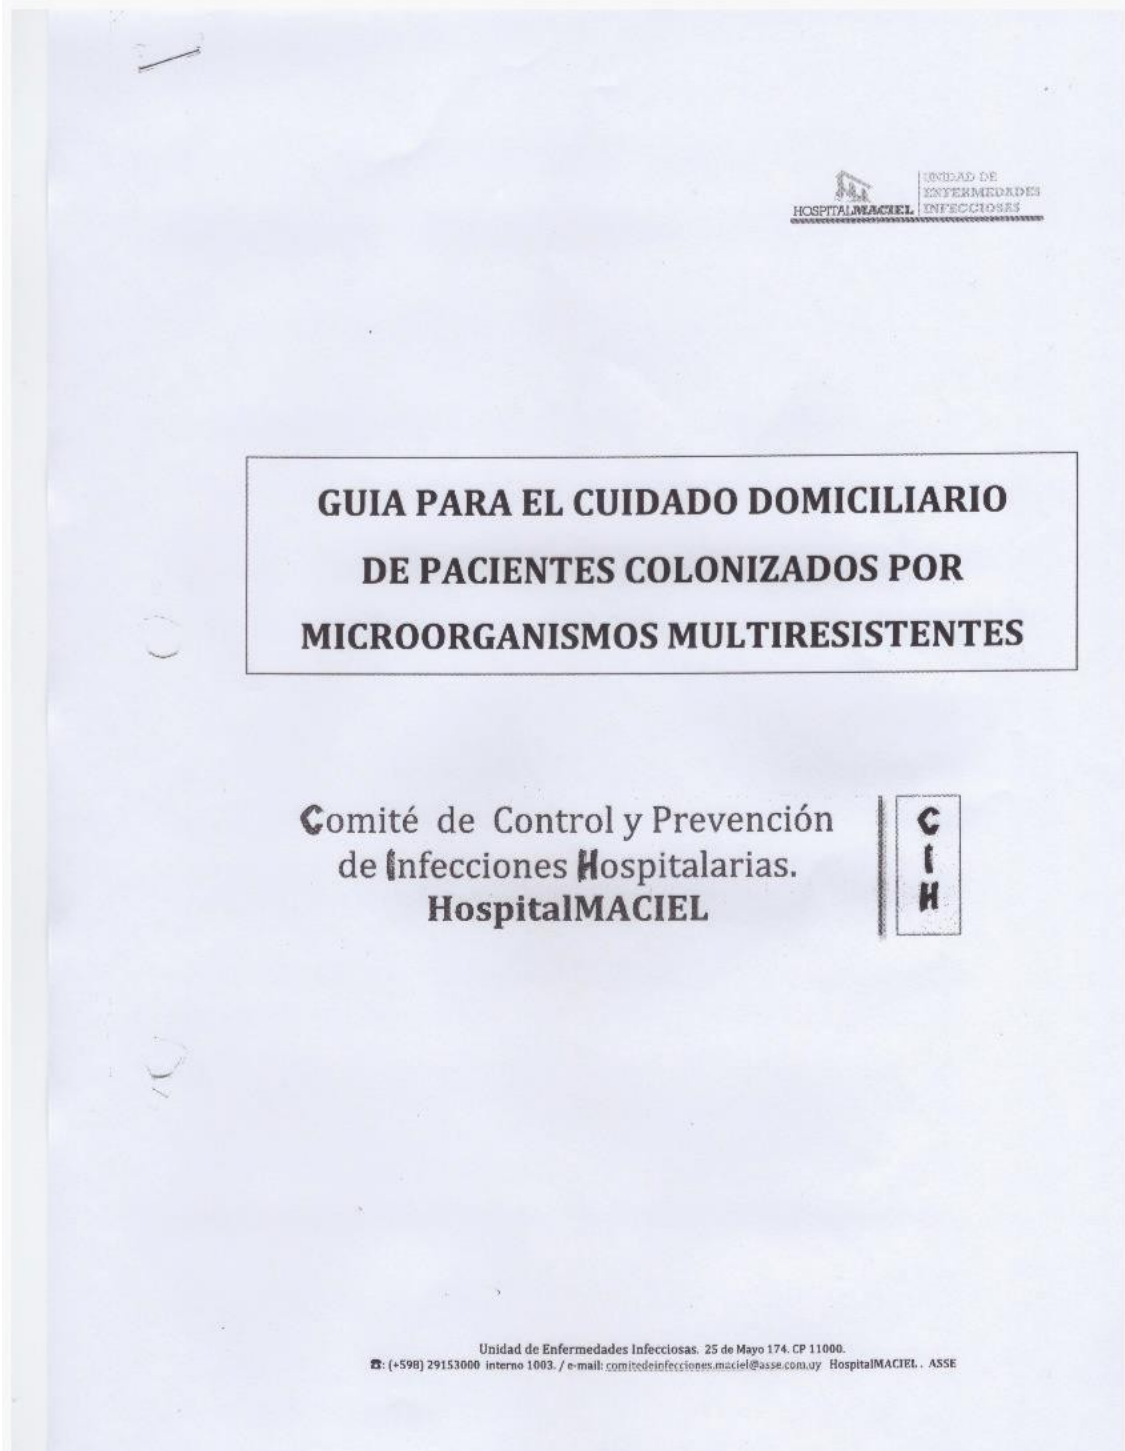 UNIDAD DE
ENFERMEDADES
HOSPITALMACIEL INFECCIOSAS
GUIA PARA EL CUIDADO DOMICILIARIO
DE PACIENTES COLONIZADOS POR
MICROORGANISMOS MULTIRESISTENTES
Comité de Control y Prevención
de Infecciones Hospitalarias.
HospitalMACIEL
C
I
H
Unidad de Enfermedades Infecciosas. 25 de Mayo 174. CP 11000.
☎: (+598) 29153000 interno 1003. / e-mail: comitedeinfecciones.maciel@asse.com.uy HospitalMACIEL. ASSE